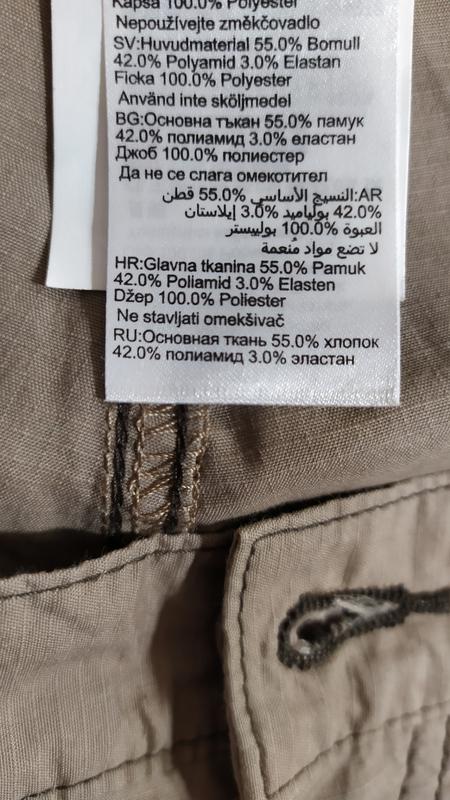 Kapsa 100.0% Polyester
Nepoužívejte změkčovadlo
SV:Huvudmaterial 55.0% Bomull
42.0% Polyamid 3.0% Elastan
Ficka 100.0% Polyester
Använd inte sköljmedel
BG:Основна тъкан 55.0% памук
42.0% полиамид 3.0% еластан
Джоб 100.0% полиестер
Да не се слага омекотител
AR:النسيج الأساسي 55.0% قطن
42.0% بولياميد 3.0% إيلاستان
العبوة 100.0% بوليستر
لا تضع مواد مُنعمة
HR:Glavna tkanina 55.0% Pamuk
42.0% Poliamid 3.0% Elasten
Džep 100.0% Poliester
Ne stavljati omekšivač
RU:Основная ткань 55.0% хлопок
42.0% полиамид 3.0% эластан